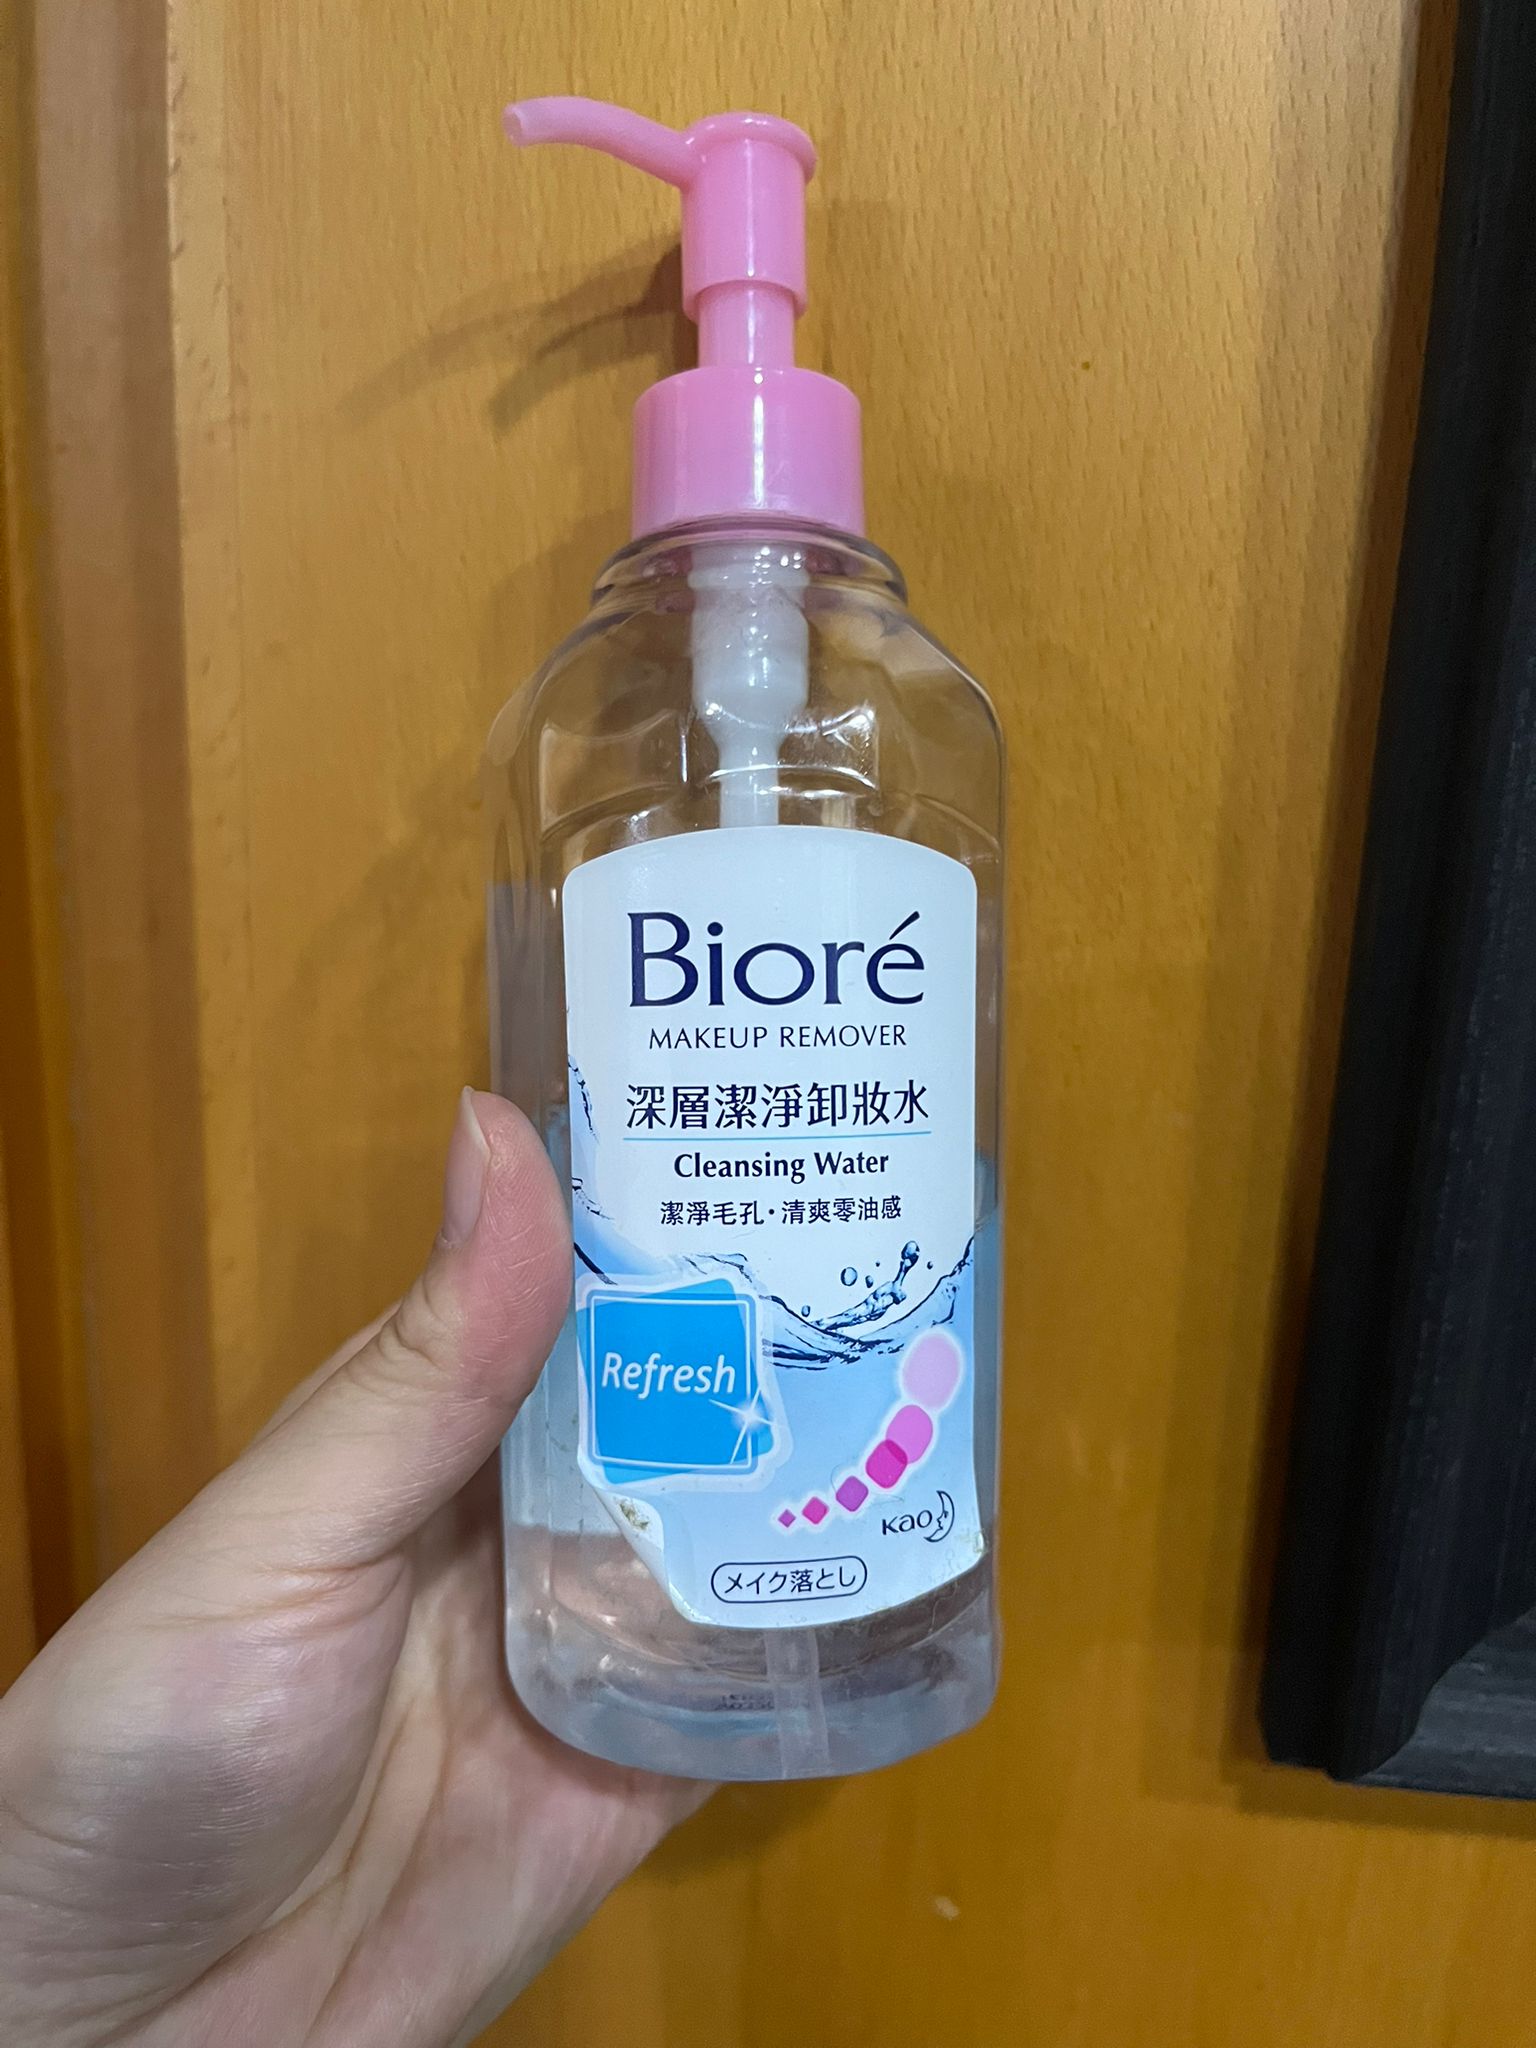 Bioré
MAKEUP REMOVER
深層潔淨卸妝水
Cleansing Water
潔淨毛孔・清爽零油感
Refresh
Kao
メイク落とし